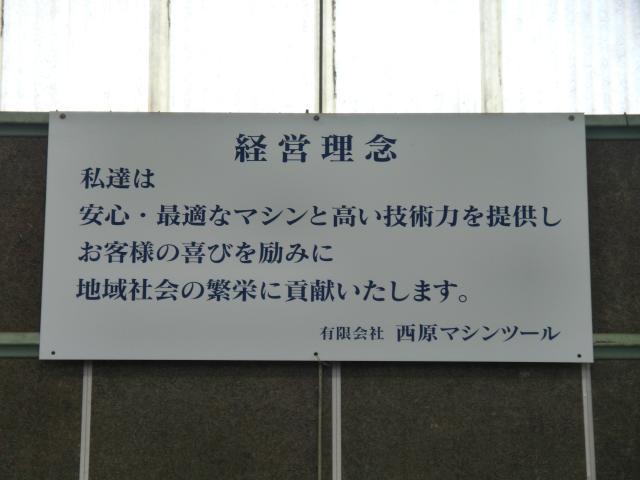 経営理念
私達は
安心・最適なマシンと高い技術力を提供し
お客様の喜びを励みに
地域社会の繁栄に貢献いたします。
有限会社 西原マシンツール